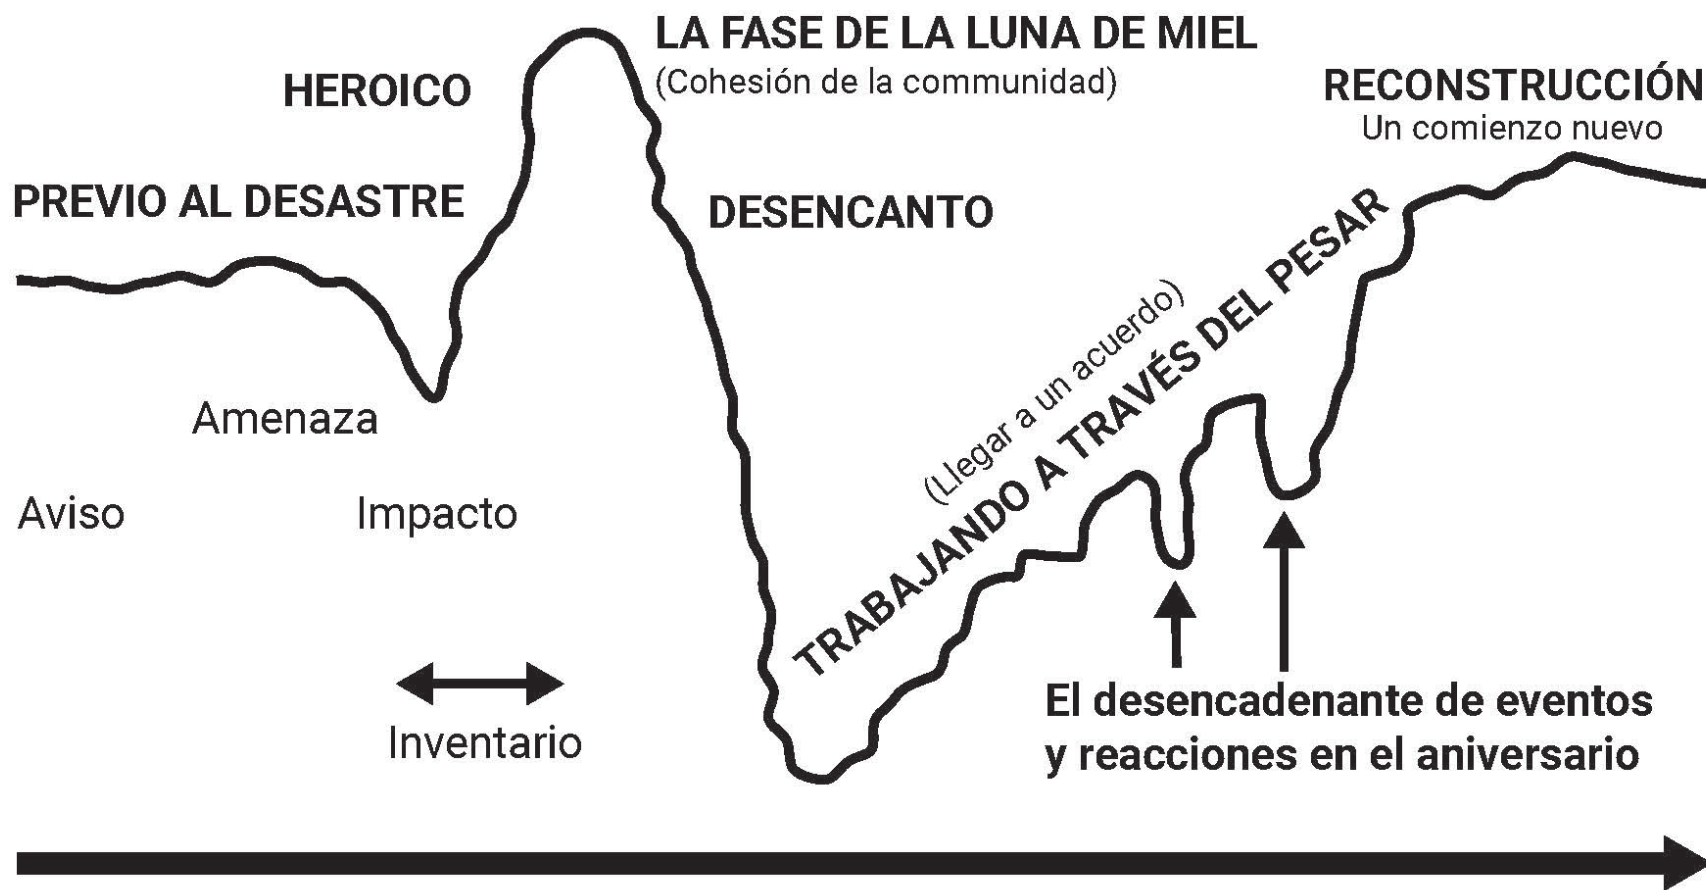 LA FASE DE LA LUNA DE MIEL
(Cohesión de la communidad)
HEROICO
RECONSTRUCCIÓN
Un comienzo nuevo
PREVIO AL DESASTRE
DESENCANTO
(Llegar a un acuerdo)
TRABAJANDO A TRAVÉS DEL PESAR
Amenaza
Aviso
Impacto
Inventario
El desencadenante de eventos
y reacciones en el aniversario